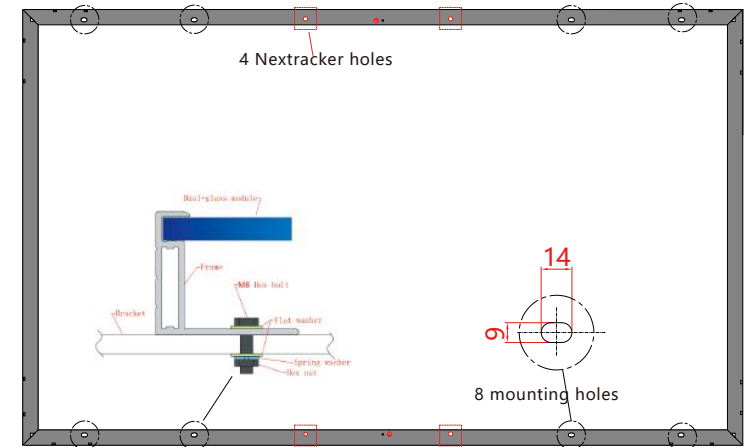 4 Nextracker holes
Dual-glass module
Frame
M8 Hex bolt
Bracket
Flat washer
Spring washer
Hex nut
14
9
8 mounting holes